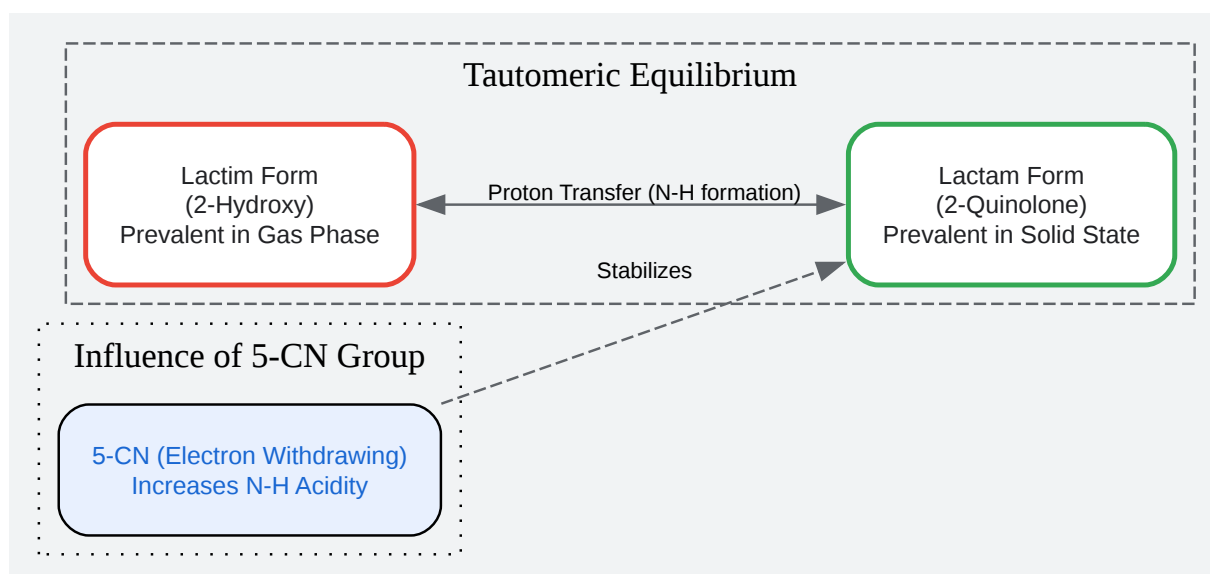 Tautomeric Equilibrium
Lactim Form
(2-Hydroxy)
Prevalent in Gas Phase
Proton Transfer (N-H formation)
Lactam Form
(2-Quinolone)
Prevalent in Solid State
Stabilizes
Influence of 5-CN Group
5-CN (Electron Withdrawing)
Increases N-H Acidity